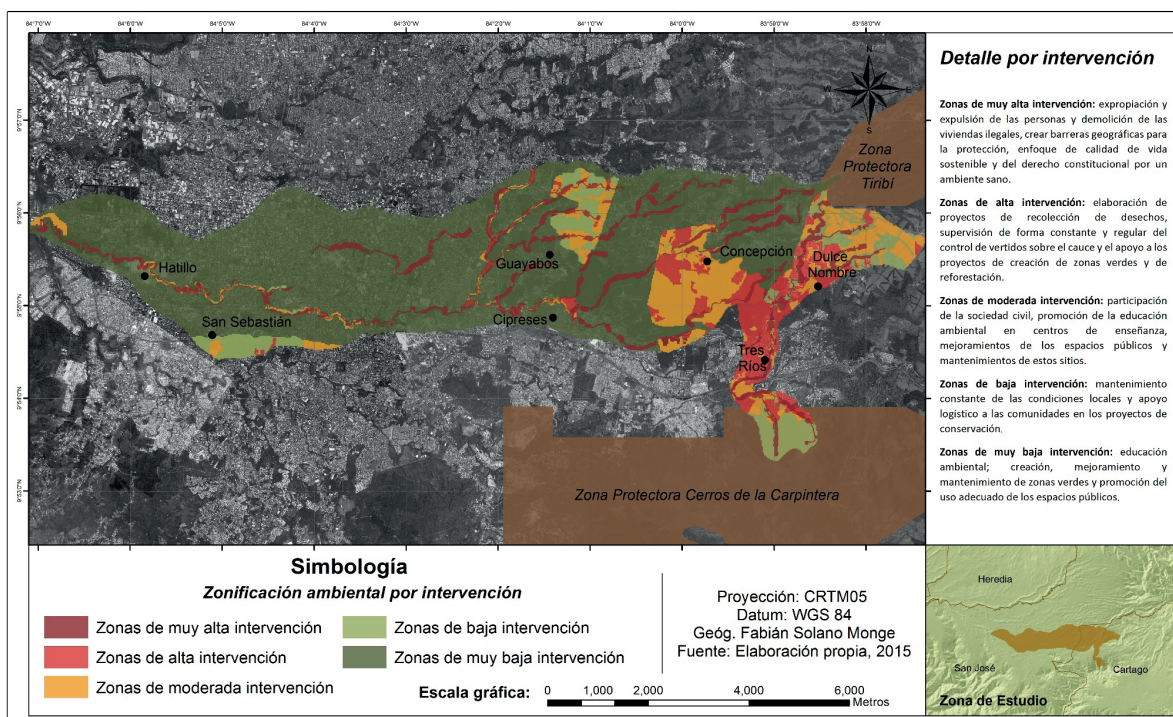 84°7'0"W 84°6'0"W 84°5'0"W 84°4'0"W 84°3'0"W 84°2'0"W 84°1'0"W 84°0'0"W 83°59'0"W 83°58'0"W
N
W E
S
Zona
Protectora
Tiribí
Concepción
Guayabos
Dulce
Nombre
Hatillo
Cipreses
San Sebastián
Tres
Ríos
Zona Protectora Cerros de la Carpintera
Detalle por intervención
Zonas de muy alta intervención: expropiación y
expulsión de las personas y demolición de las
viviendas ilegales, crear barreras geográficas para
la protección, enfoque de calidad de vida
sostenible y del derecho constitucional por un
ambiente sano.
Zonas de alta intervención: elaboración de
proyectos de recolección de desechos,
supervisión de forma constante y regular del
control de vertidos sobre el cauce y el apoyo a los
proyectos de creación de zonas verdes y de
reforestación.
Zonas de moderada intervención: participación
de la sociedad civil, promoción de la educación
ambiental en centros de enseñanza,
mejoramientos de los espacios públicos y
mantenimientos de estos sitios.
Zonas de baja intervención: mantenimiento
constante de las condiciones locales y apoyo
logístico a las comunidades en los proyectos de
conservación.
Zonas de muy baja intervención: educación
ambiental; creación, mejoramiento y
mantenimiento de zonas verdes y promoción del
uso adecuado de los espacios públicos.
Simbología
Zonificación ambiental por intervención
Zonas de muy alta intervención
Zonas de alta intervención
Zonas de moderada intervención
Zonas de baja intervención
Zonas de muy baja intervención
Proyección: CRTM05
Datum: WGS 84
Geóg. Fabián Solano Monge
Fuente: Elaboración propia, 2015
Escala gráfica:
0 1,000 2,000 4,000 6,000
Metros
Heredia
San José
Cartago
Zona de Estudio